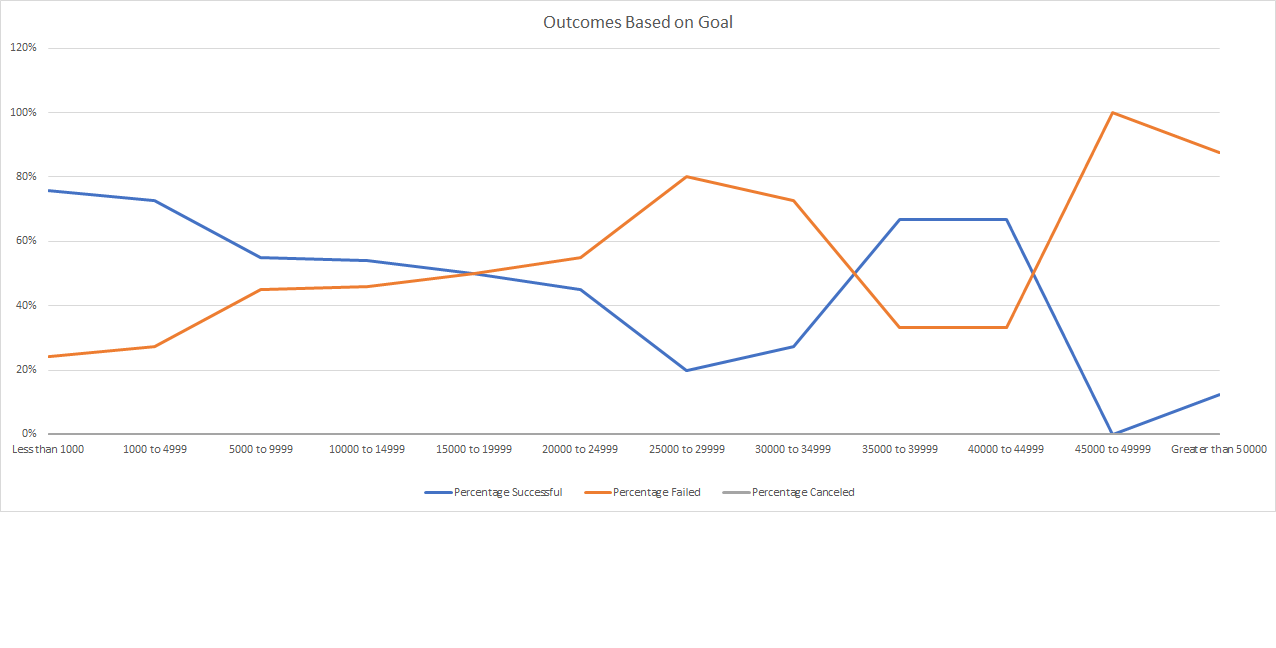 Outcomes Based on Goal
120%
100%
80%
60%
40%
20%
0%
Less than 1000 1000 to 4999 5000 to 9999 10000 to 14999 15000 to 19999 20000 to 24999 25000 to 29999 30000 to 34999 35000 to 39999 40000 to 44999 45000 to 49999 Greater than 50000
Percentage Successful Percentage Failed Percentage Canceled